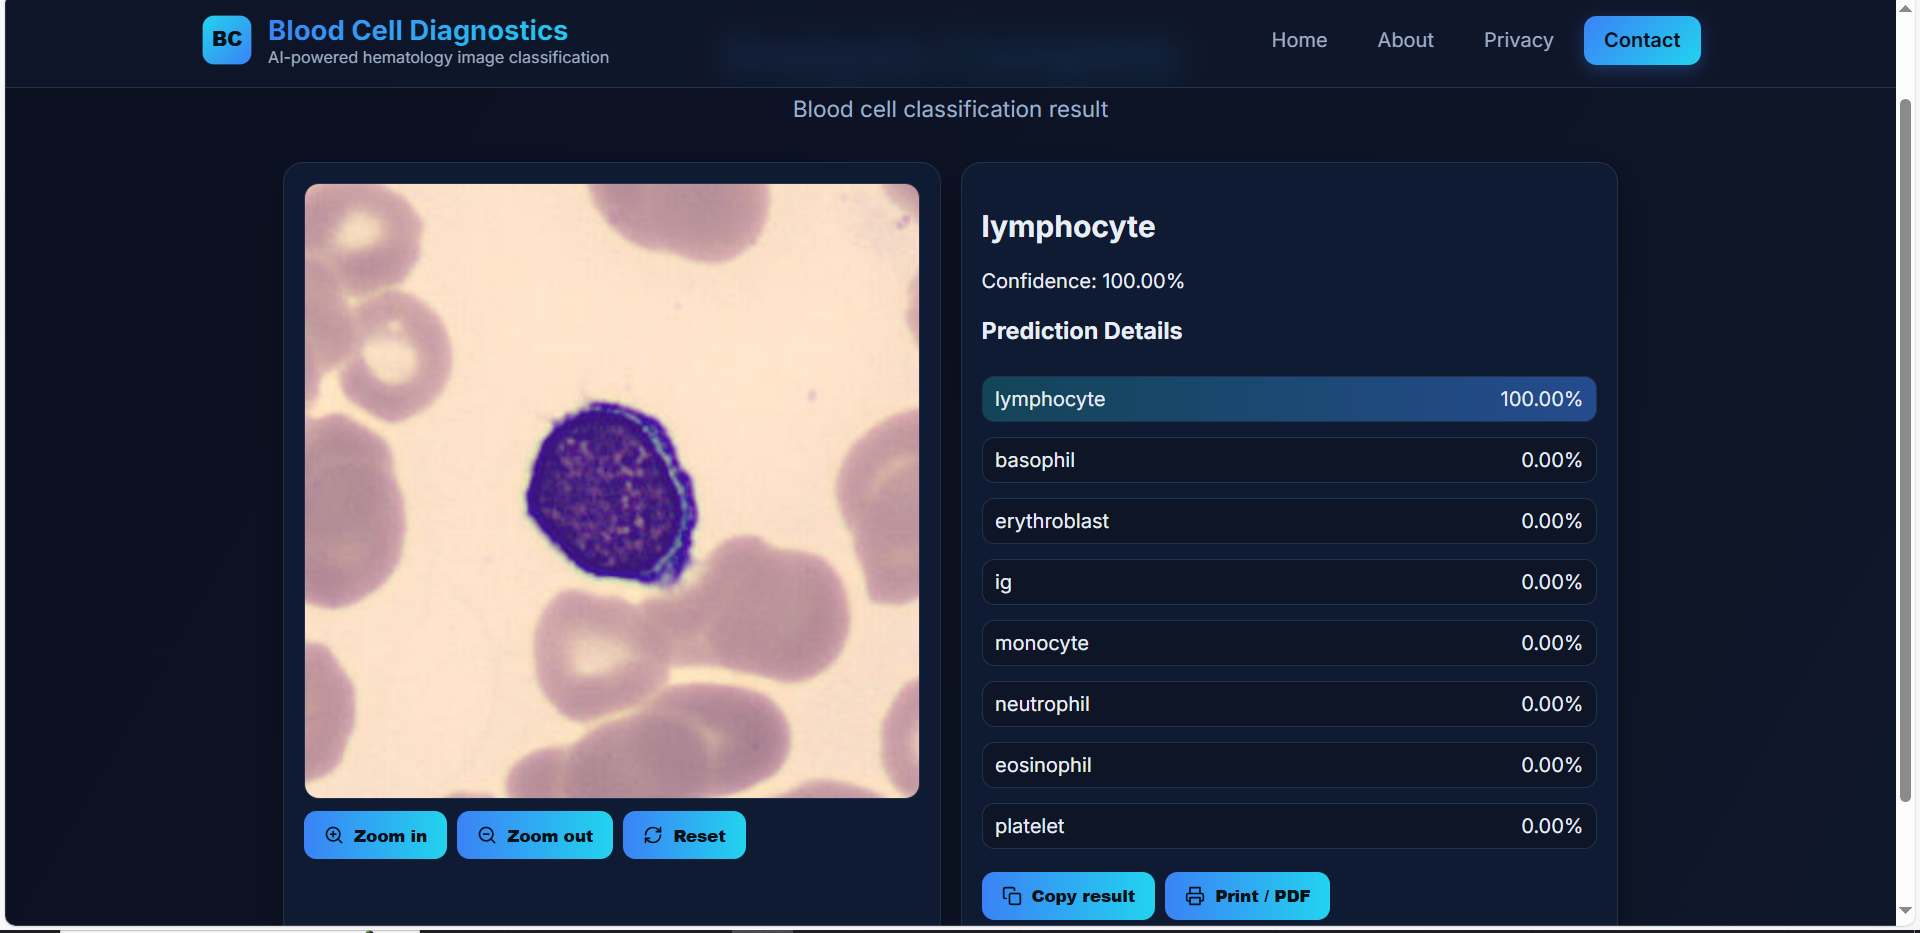 BC
Blood Cell Diagnostics
AI-powered hematology image classification
Home About Privacy Contact
Blood cell classification result
lymphocyte
Confidence: 100.00%
Prediction Details
lymphocyte 100.00%
basophil 0.00%
erythroblast 0.00%
ig 0.00%
monocyte 0.00%
neutrophil 0.00%
eosinophil 0.00%
platelet 0.00%
Zoom in Zoom out Reset
Copy result Print / PDF